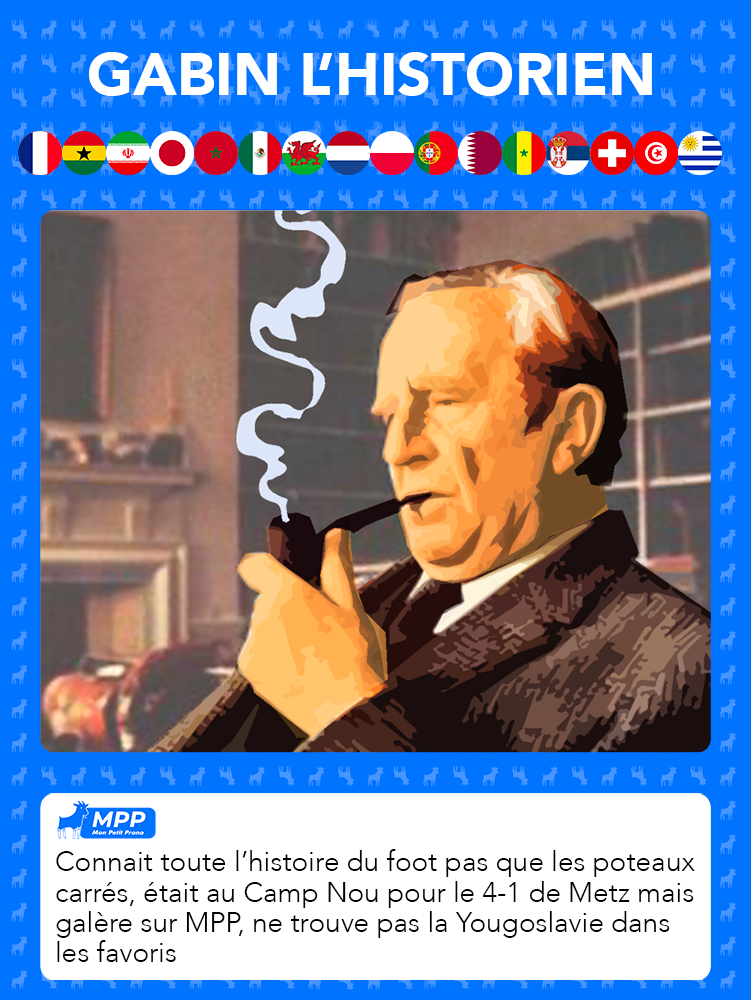 GABIN L'HISTORIEN
MPP
Mon Petit Prono
Connait toute l'histoire du foot pas que les poteaux
carrés, était au Camp Nou pour le 4-1 de Metz mais
galère sur MPP, ne trouve pas la Yougoslavie dans
les favoris